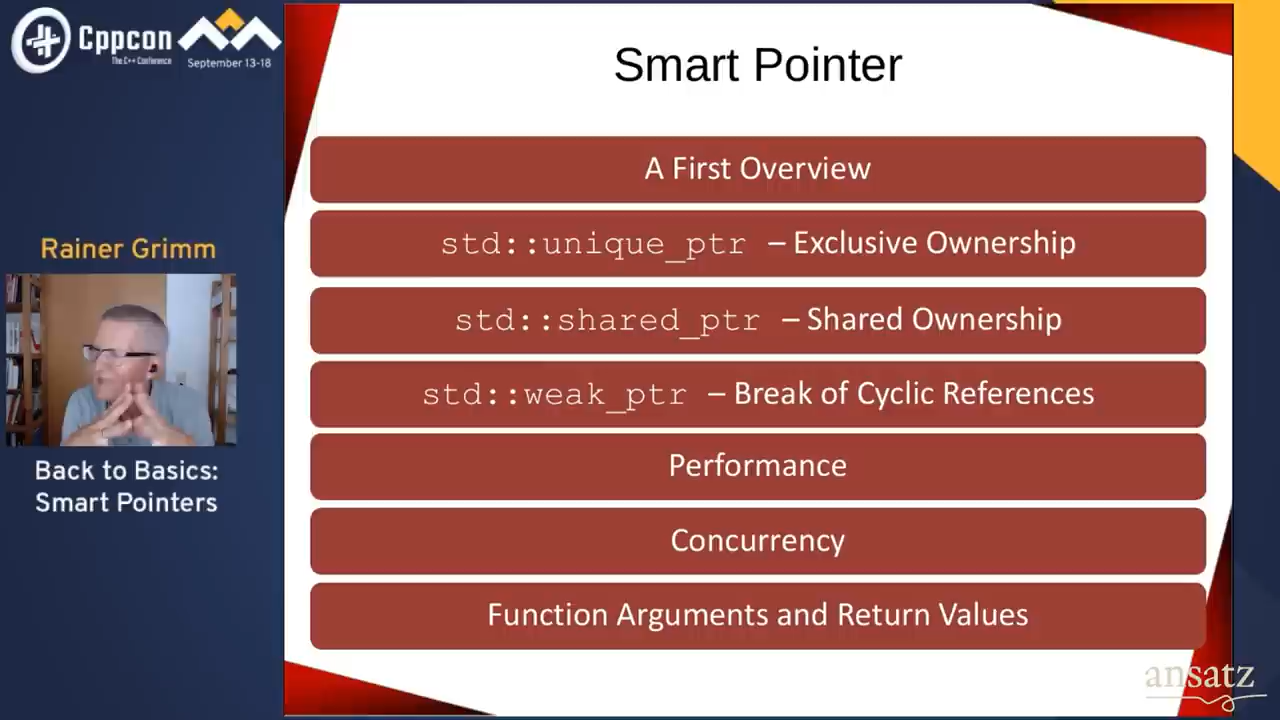 Cppcon
The C++ Conference
September 13-18
Rainer Grimm
Back to Basics:
Smart Pointers
Smart Pointer
A First Overview
std::unique_ptr – Exclusive Ownership
std::shared_ptr – Shared Ownership
std::weak_ptr – Break of Cyclic References
Performance
Concurrency
Function Arguments and Return Values
ansatz